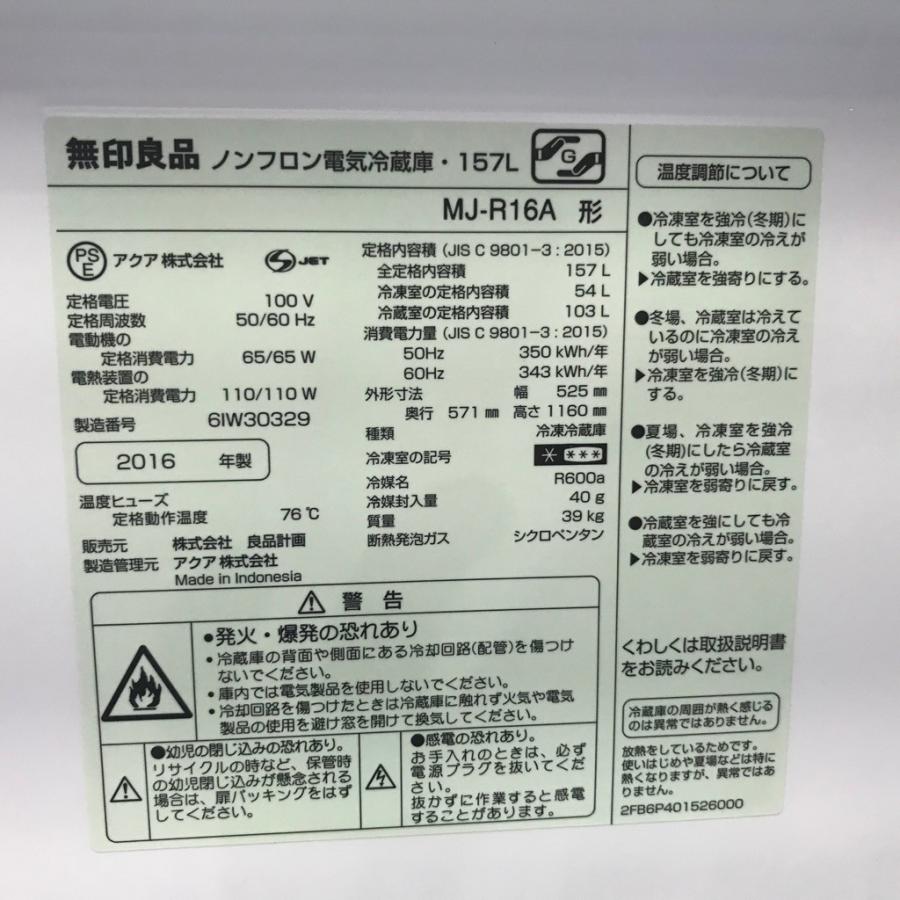 無印良品 ノンフロン電気冷蔵庫・157L G
MJ-R16A 形
PS E アクア株式会社 S JET
定格電圧 100 V
定格周波数 50/60 Hz
電動機の
定格消費電力 65/65 W
電熱装置の
定格消費電力 110/110 W
製造番号 6IW30329
2016 年製
温度ヒューズ
定格動作温度 76℃
販売元 株式会社 良品計画
製造管理元 アクア株式会社
Made in Indonesia
定格内容積 (JIS C 9801-3 : 2015)
全定格内容積 157 L
冷凍室の定格内容積 54 L
冷蔵室の定格内容積 103 L
消費電力量 (JIS C 9801-3 : 2015)
50Hz 350 kWh/年
60Hz 343 kWh/年
外形寸法 幅 525 ㎜
奥行 571 ㎜ 高さ 1160 ㎜
種類 冷凍冷蔵庫
冷凍室の記号 * ***
冷媒名 R600a
冷媒封入量 40 g
質量 39 kg
断熱発泡ガス シクロペンタン
⚠ 警 告
●発火・爆発の恐れあり
・冷蔵庫の背面や側面にある冷却回路(配管)を傷つけ
ないでください。
・庫内では電気製品を使用しないでください。
・冷却回路を傷つけたときは冷蔵庫に触れず火気や電気
製品の使用を避け窓を開けて換気してください。
●幼児の閉じ込みの恐れあり。
リサイクルの時など、保管時
の幼児閉じ込みが懸念される
場合は、扉パッキングをはず
してください。
●感電の恐れあり。
お手入れのときは、必ず
電源プラグを抜いてくだ
さい。
抜かずに作業すると感電
することがあります。
温度調節について
●冷凍室を強冷(冬期)に
しても冷凍室の冷えが
弱い場合。
▶冷蔵室を強寄りにする。
●冬場、冷蔵室は冷えて
いるのに冷凍室の冷え
が弱い場合。
▶冷凍室を強冷(冬期)に
する。
●夏場、冷凍室を強冷
(冬期)にしたら冷蔵室
の冷えが弱い場合。
▶冷凍室を弱寄りに戻す。
●冷蔵室を強にしても冷
蔵室の冷えが弱い場合。
▶冷凍室を弱寄りに戻す。
くわしくは取扱説明書
をお読みください。
冷蔵庫の周囲が熱く感じる
のは異常ではありません。
放熱をしているためです。
使いはじめや夏場などは特に
熱くなりますが、異常ではあ
りません。
2FB6P401526000